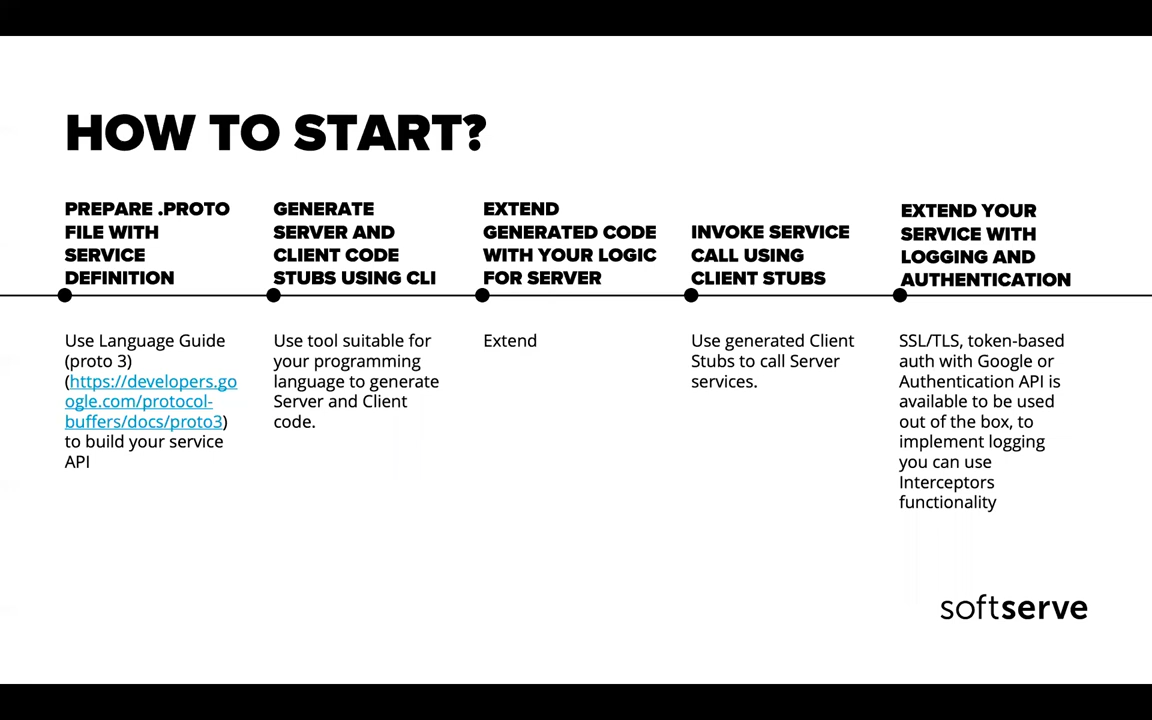 HOW TO START?
PREPARE .PROTO
FILE WITH
SERVICE
DEFINITION
Use Language Guide
(proto 3)
(https://developers.go
ogle.com/protocol-
buffers/docs/proto3)
to build your service
API
GENERATE
SERVER AND
CLIENT CODE
STUBS USING CLI
Use tool suitable for
your programming
language to generate
Server and Client
code.
EXTEND
GENERATED CODE
WITH YOUR LOGIC
FOR SERVER
Extend
INVOKE SERVICE
CALL USING
CLIENT STUBS
Use generated Client
Stubs to call Server
services.
EXTEND YOUR
SERVICE WITH
LOGGING AND
AUTHENTICATION
SSL/TLS, token-based
auth with Google or
Authentication API is
available to be used
out of the box, to
implement logging
you can use
Interceptors
functionality
softserve